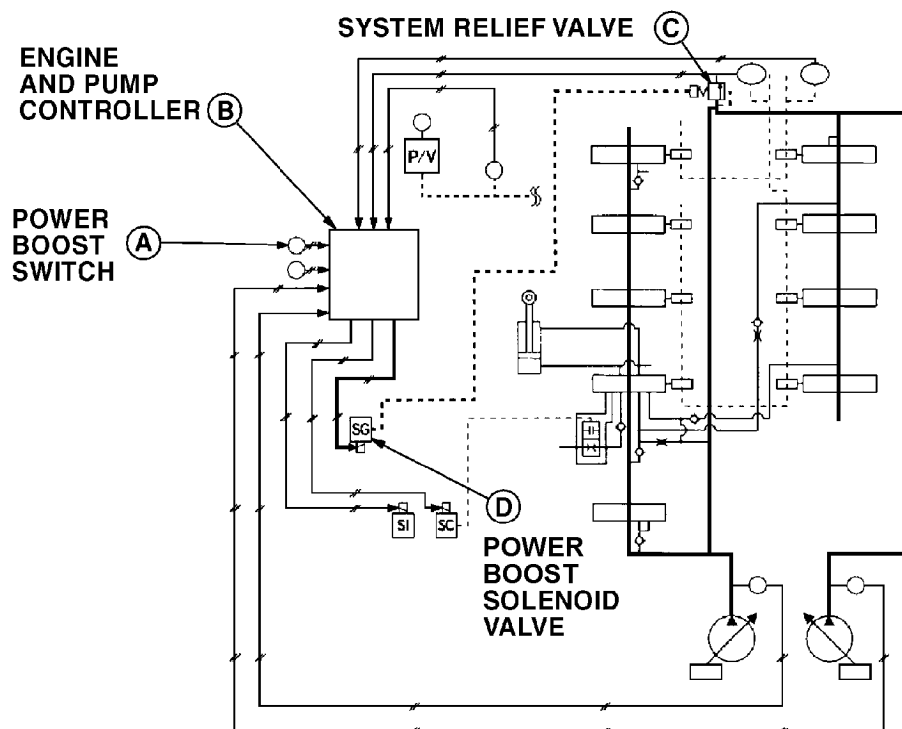 SYSTEM RELIEF VALVE C
ENGINE
AND PUMP
CONTROLLER B
P/V
POWER
BOOST
SWITCH A
SG
SI
SC
D
POWER
BOOST
SOLENOID
VALVE